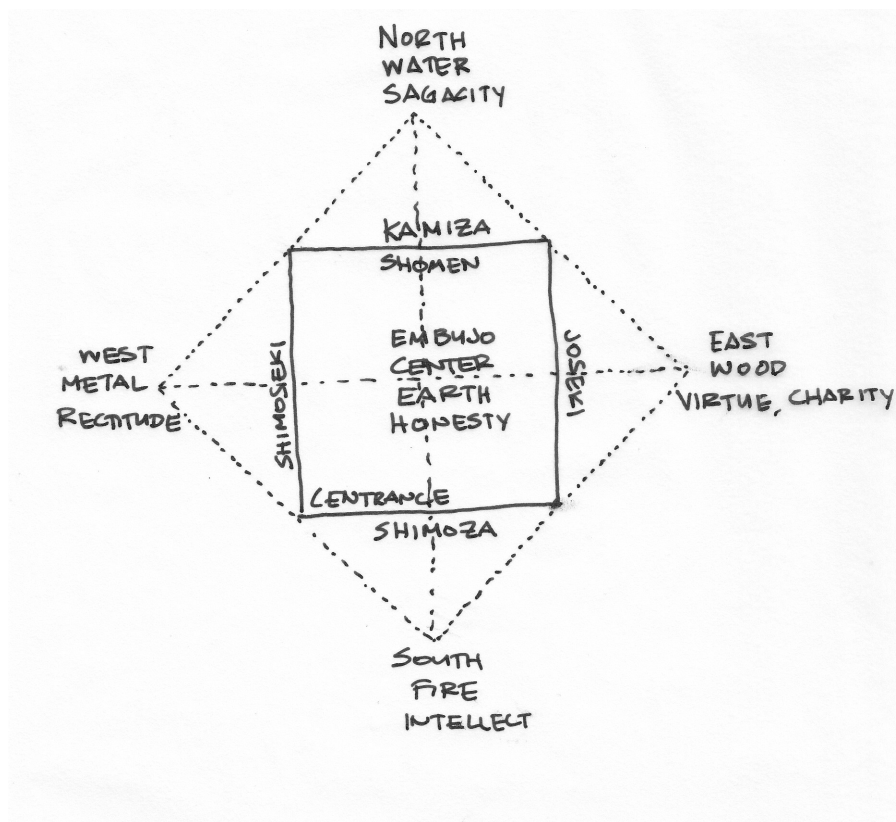 NORTH
WATER
SAGACITY
KAMIZA
SHOMEN
WEST
METAL
RECTITUDE
SHIMOSIEKI
EMBUJO
CENTER
EARTH
HONESTY
JOSEKI
EAST
WOOD
VIRTUE, CHARITY
(ENTRANCE
SHIMOZA
SOUTH
FIRE
INTELLECT